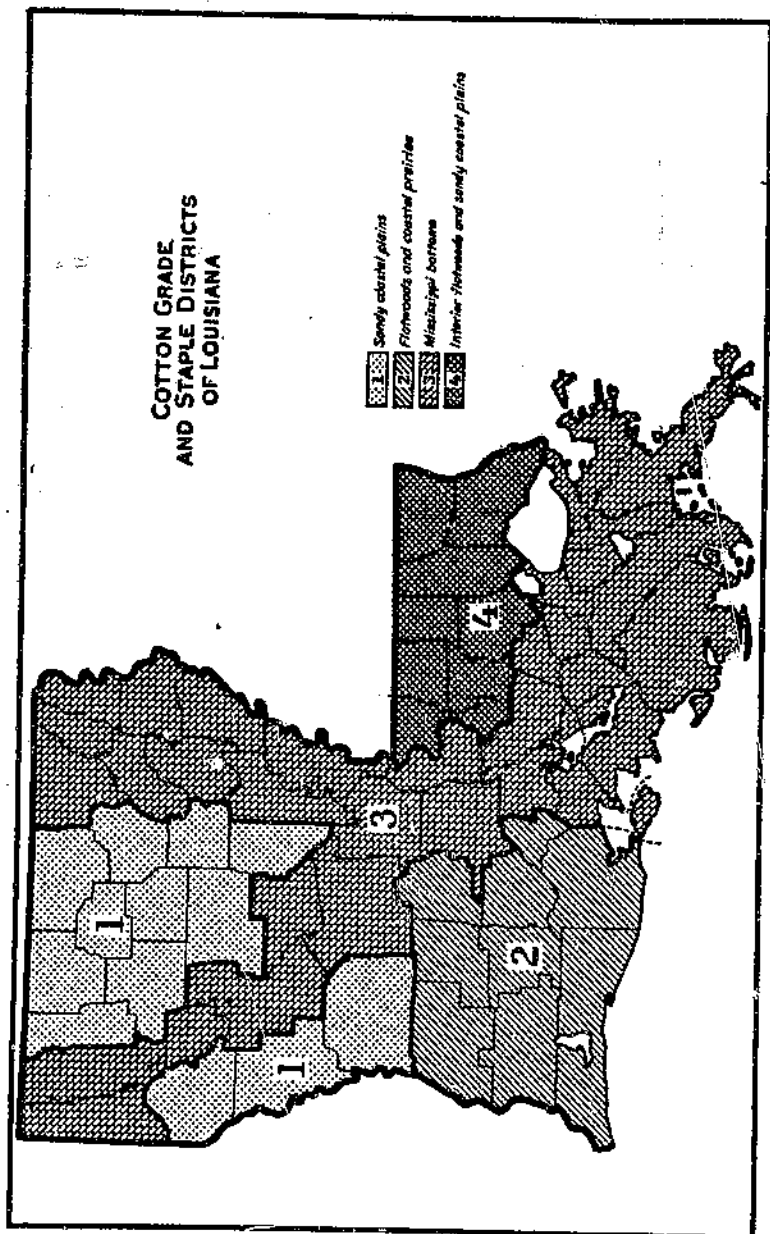 COTTON GRADE
AND STAPLE DISTRICTS
OF LOUISIANA
1 Sandy coastal plains
2 Flatwoods and coastal prairies
3 Mississippi bottoms
4 Interior flatwoods and sandy coastal plains
1
1
3
4
2